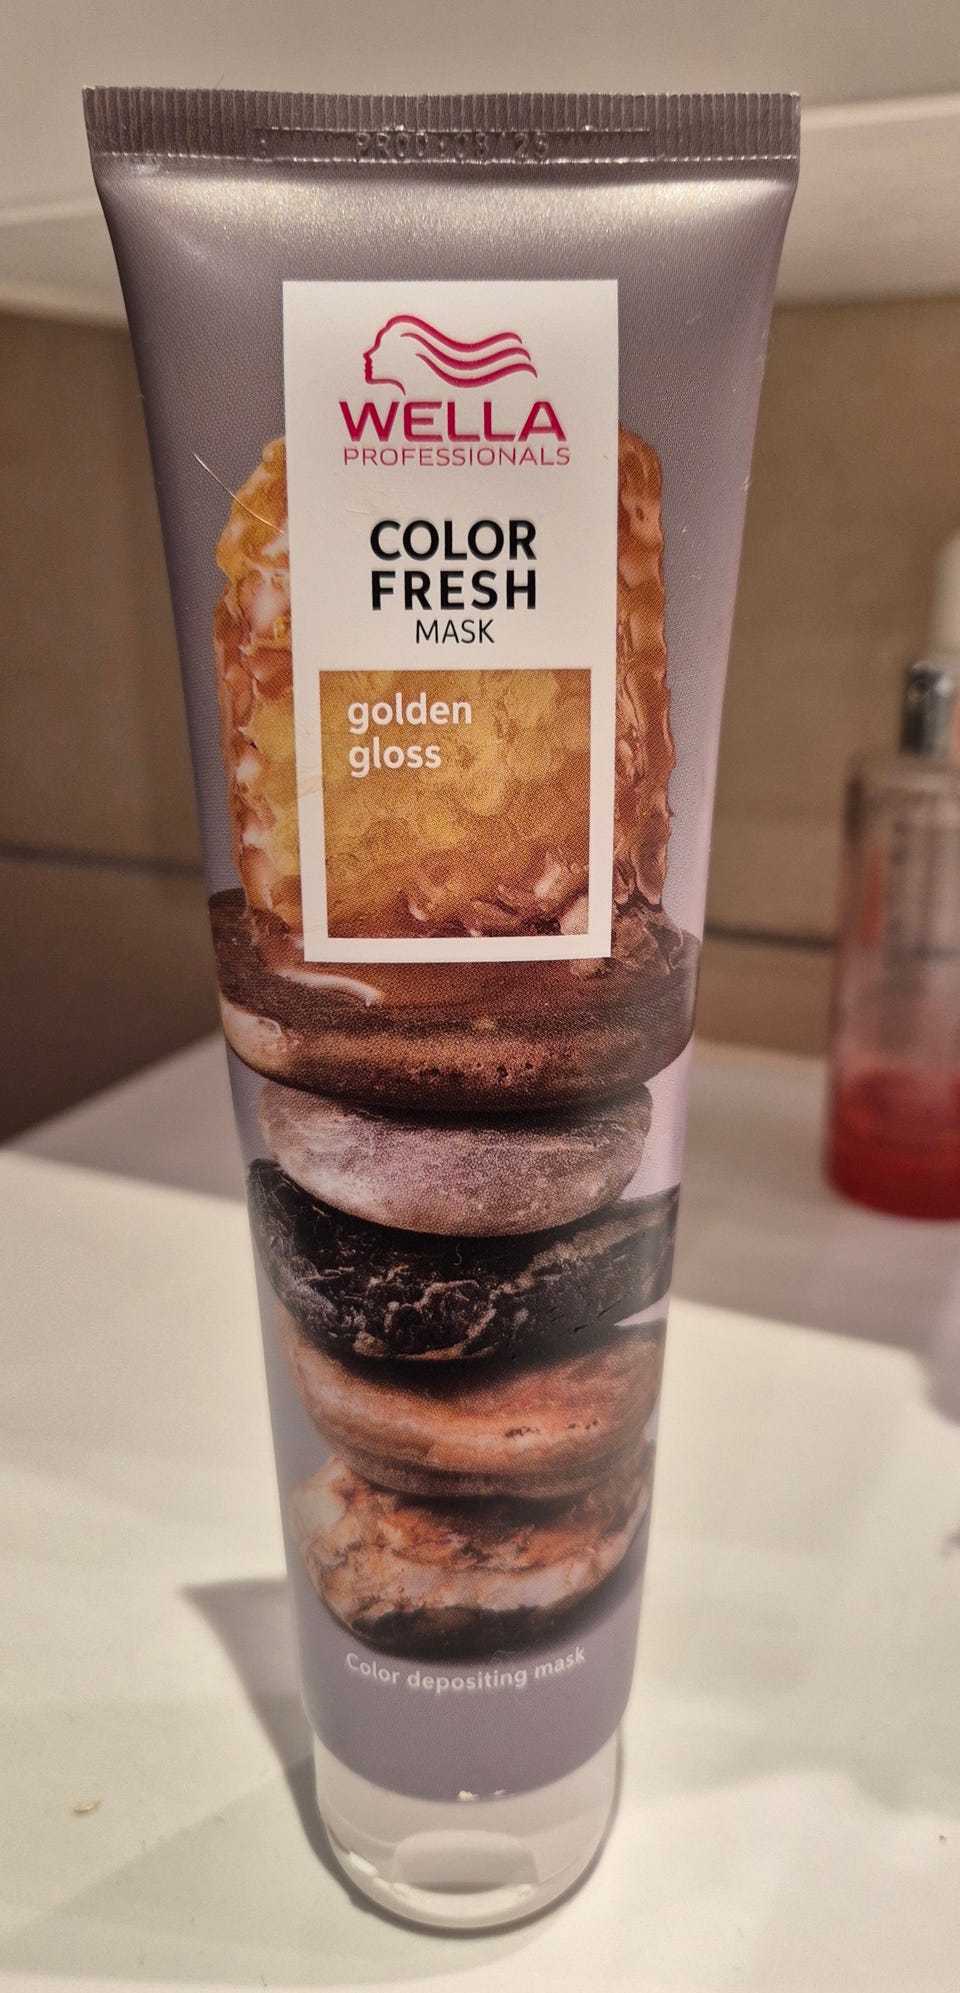 WELLA
PROFESSIONALS
COLOR
FRESH
MASK
golden
gloss
Color depositing mask